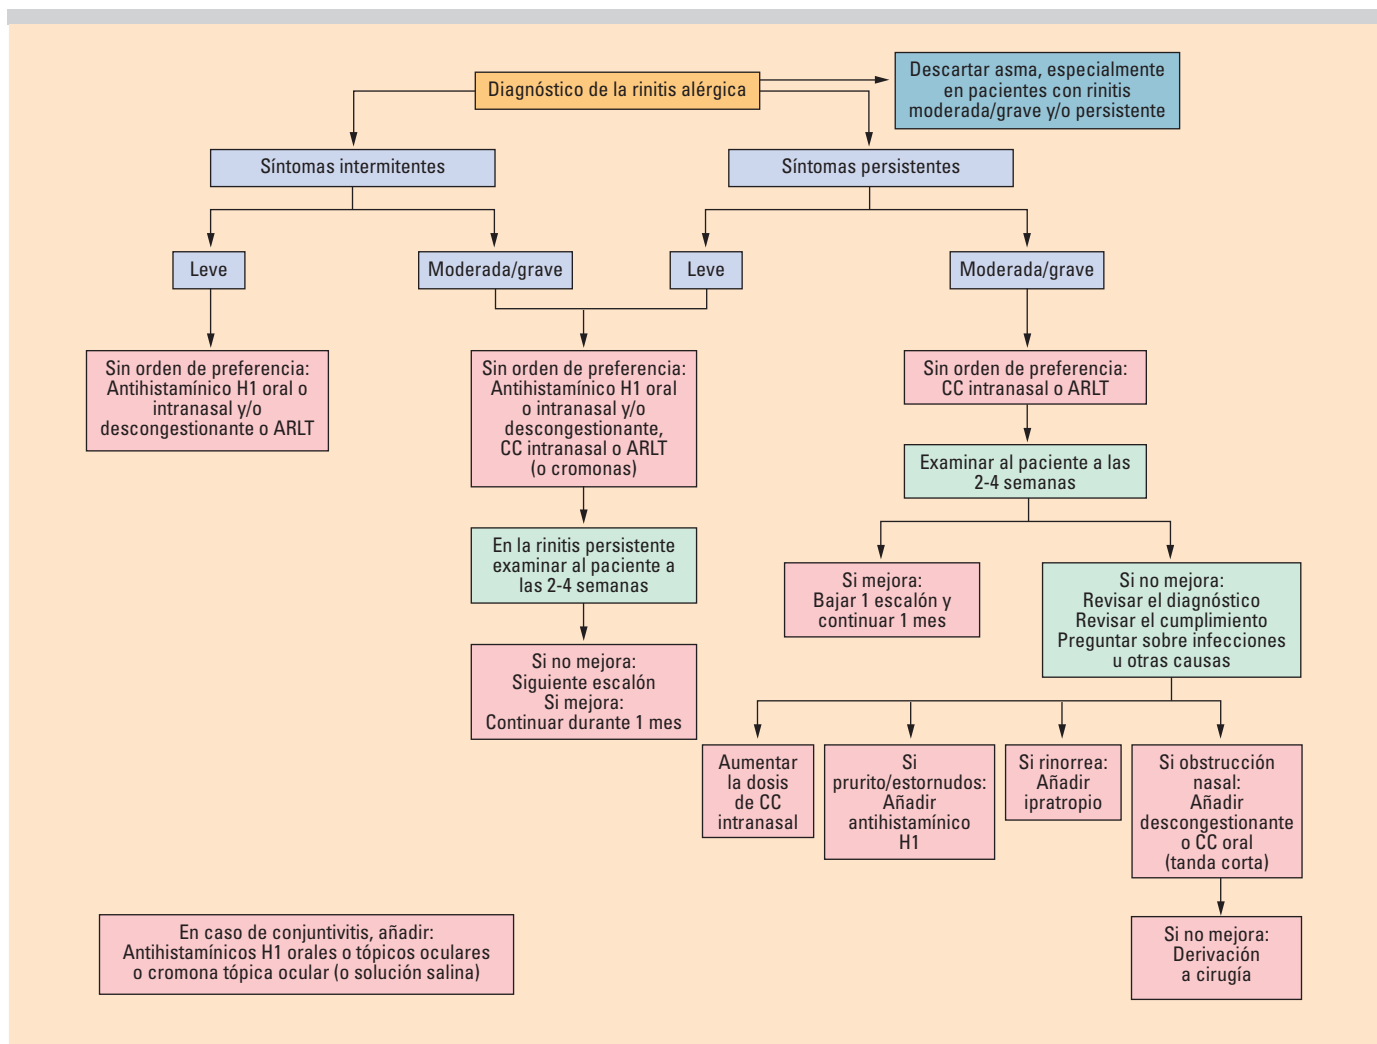 Diagnóstico de la rinitis alérgica
Descartar asma, especialmente
en pacientes con rinitis
moderada/grave y/o persistente
Síntomas intermitentes
Síntomas persistentes
Leve
Moderada/grave
Leve
Moderada/grave
Sin orden de preferencia:
Antihistamínico H1 oral o
intranasal y/o
descongestionante o ARLT
Sin orden de preferencia:
Antihistamínico H1 oral
o intranasal y/o
descongestionante,
CC intranasal o ARLT
(o cromonas)
Sin orden de preferencia:
CC intranasal o ARLT
Examinar al paciente a las
2-4 semanas
En la rinitis persistente
examinar al paciente a
las 2-4 semanas
Si mejora:
Bajar 1 escalón y
continuar 1 mes
Si no mejora:
Revisar el diagnóstico
Revisar el cumplimiento
Preguntar sobre infecciones
u otras causas
Si no mejora:
Siguiente escalón
Si mejora:
Continuar durante 1 mes
Aumentar
la dosis
de CC
intranasal
Si
prurito/estornudos:
Añadir
antihistamínico
H1
Si rinorrea:
Añadir
ipratropio
Si obstrucción
nasal:
Añadir
descongestionante
o CC oral
(tanda corta)
Si no mejora:
Derivación
a cirugía
En caso de conjuntivitis, añadir:
Antihistamínicos H1 orales o tópicos oculares
o cromona tópica ocular (o solución salina)